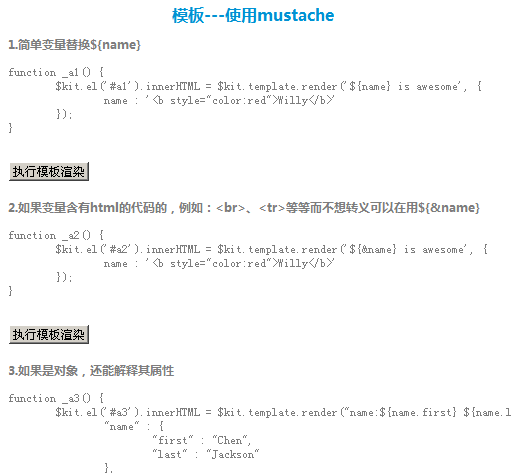 模板---使用mustache
1.简单变量替换${name}
function _a1() {
$kit.el('#a1').innerHTML = $kit.template.render('${name} is awesome', {
name : '<b style="color:red">Willy</b>'
});
}
执行模板渲染
2.如果变量含有html的代码的，例如：<br>、<tr>等等而不想转义可以在用${&name}
function _a2() {
$kit.el('#a2').innerHTML = $kit.template.render('${&name} is awesome', {
name : '<b style="color:red">Willy</b>'
});
}
执行模板渲染
3.如果是对象，还能解释其属性
function _a3() {
$kit.el('#a3').innerHTML = $kit.template.render("name:${name.first} ${name.l
"name" : {
"first" : "Chen",
"last" : "Jackson"
},